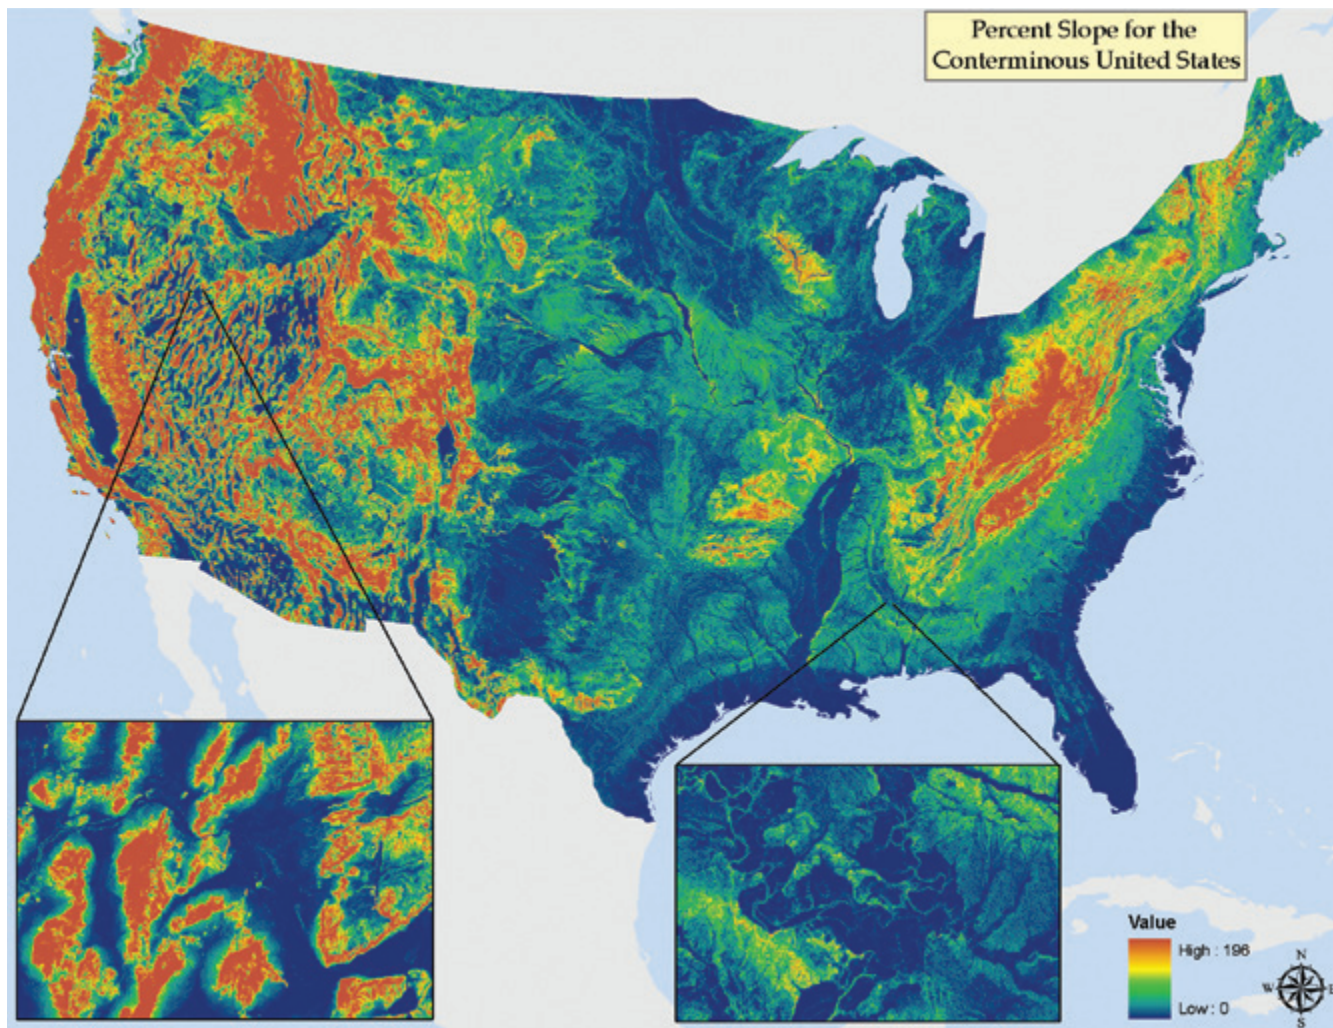 Percent Slope for the
Conterminous United States
Value
High : 196
Low : 0
N
W
E
S